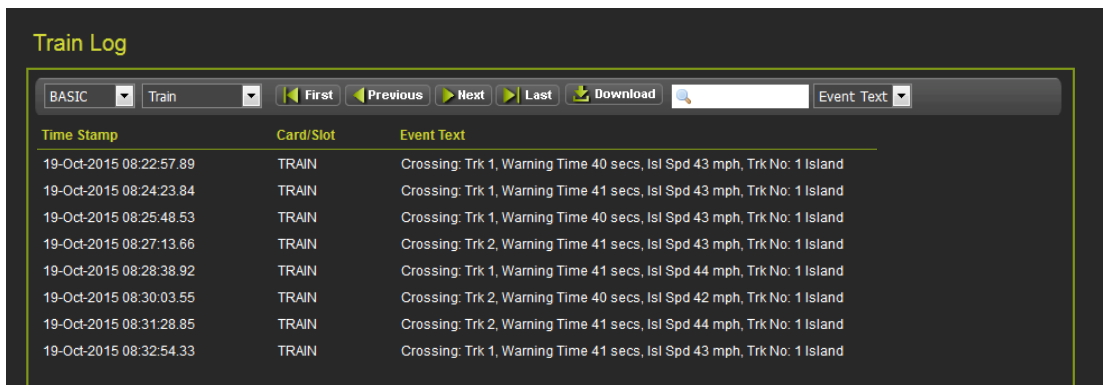 Train Log
BASIC Train First Previous Next Last Download Event Text
Time Stamp Card/Slot Event Text
19-Oct-2015 08:22:57.89 TRAIN Crossing: Trk 1, Warning Time 40 secs, Isl Spd 43 mph, Trk No: 1 Island
19-Oct-2015 08:24:23.84 TRAIN Crossing: Trk 1, Warning Time 41 secs, Isl Spd 43 mph, Trk No: 1 Island
19-Oct-2015 08:25:48.53 TRAIN Crossing: Trk 1, Warning Time 40 secs, Isl Spd 43 mph, Trk No: 1 Island
19-Oct-2015 08:27:13.66 TRAIN Crossing: Trk 2, Warning Time 41 secs, Isl Spd 43 mph, Trk No: 1 Island
19-Oct-2015 08:28:38.92 TRAIN Crossing: Trk 1, Warning Time 41 secs, Isl Spd 44 mph, Trk No: 1 Island
19-Oct-2015 08:30:03.55 TRAIN Crossing: Trk 2, Warning Time 40 secs, Isl Spd 42 mph, Trk No: 1 Island
19-Oct-2015 08:31:28.85 TRAIN Crossing: Trk 2, Warning Time 41 secs, Isl Spd 44 mph, Trk No: 1 Island
19-Oct-2015 08:32:54.33 TRAIN Crossing: Trk 1, Warning Time 41 secs, Isl Spd 43 mph, Trk No: 1 Island